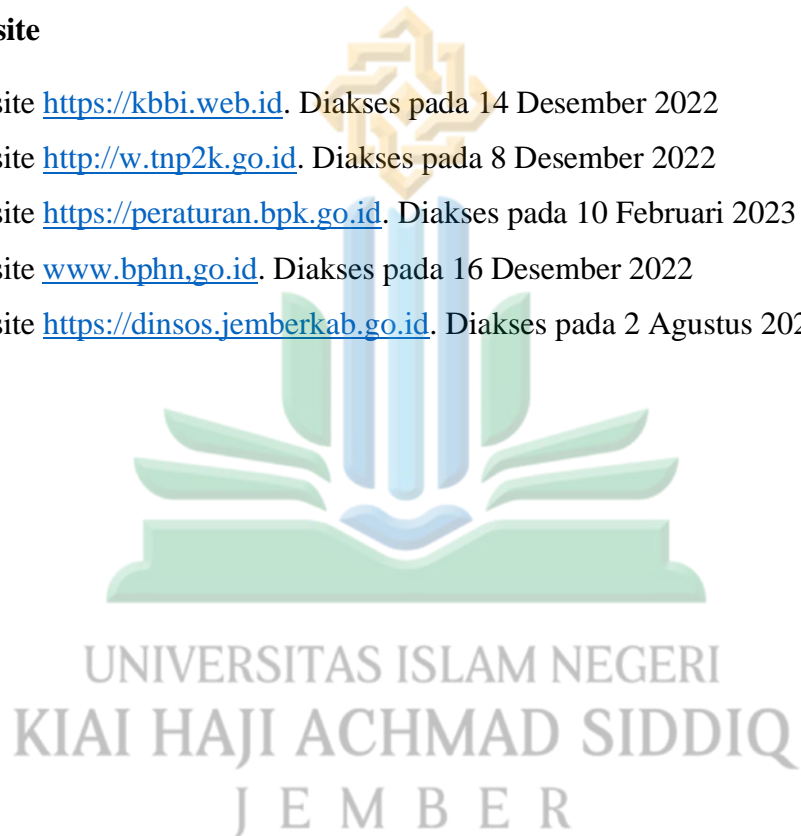 site
site https://kbbi.web.id. Diakses pada 14 Desember 2022
site http://w.tnp2k.go.id. Diakses pada 8 Desember 2022
site https://peraturan.bpk.go.id. Diakses pada 10 Februari 2023
site www.bphn,go.id. Diakses pada 16 Desember 2022
site https://dinsos.jemberkab.go.id. Diakses pada 2 Agustus 202
UNIVERSITAS ISLAM NEGERI
KIAI HAJI ACHMAD SIDDIQ
J E M B E R